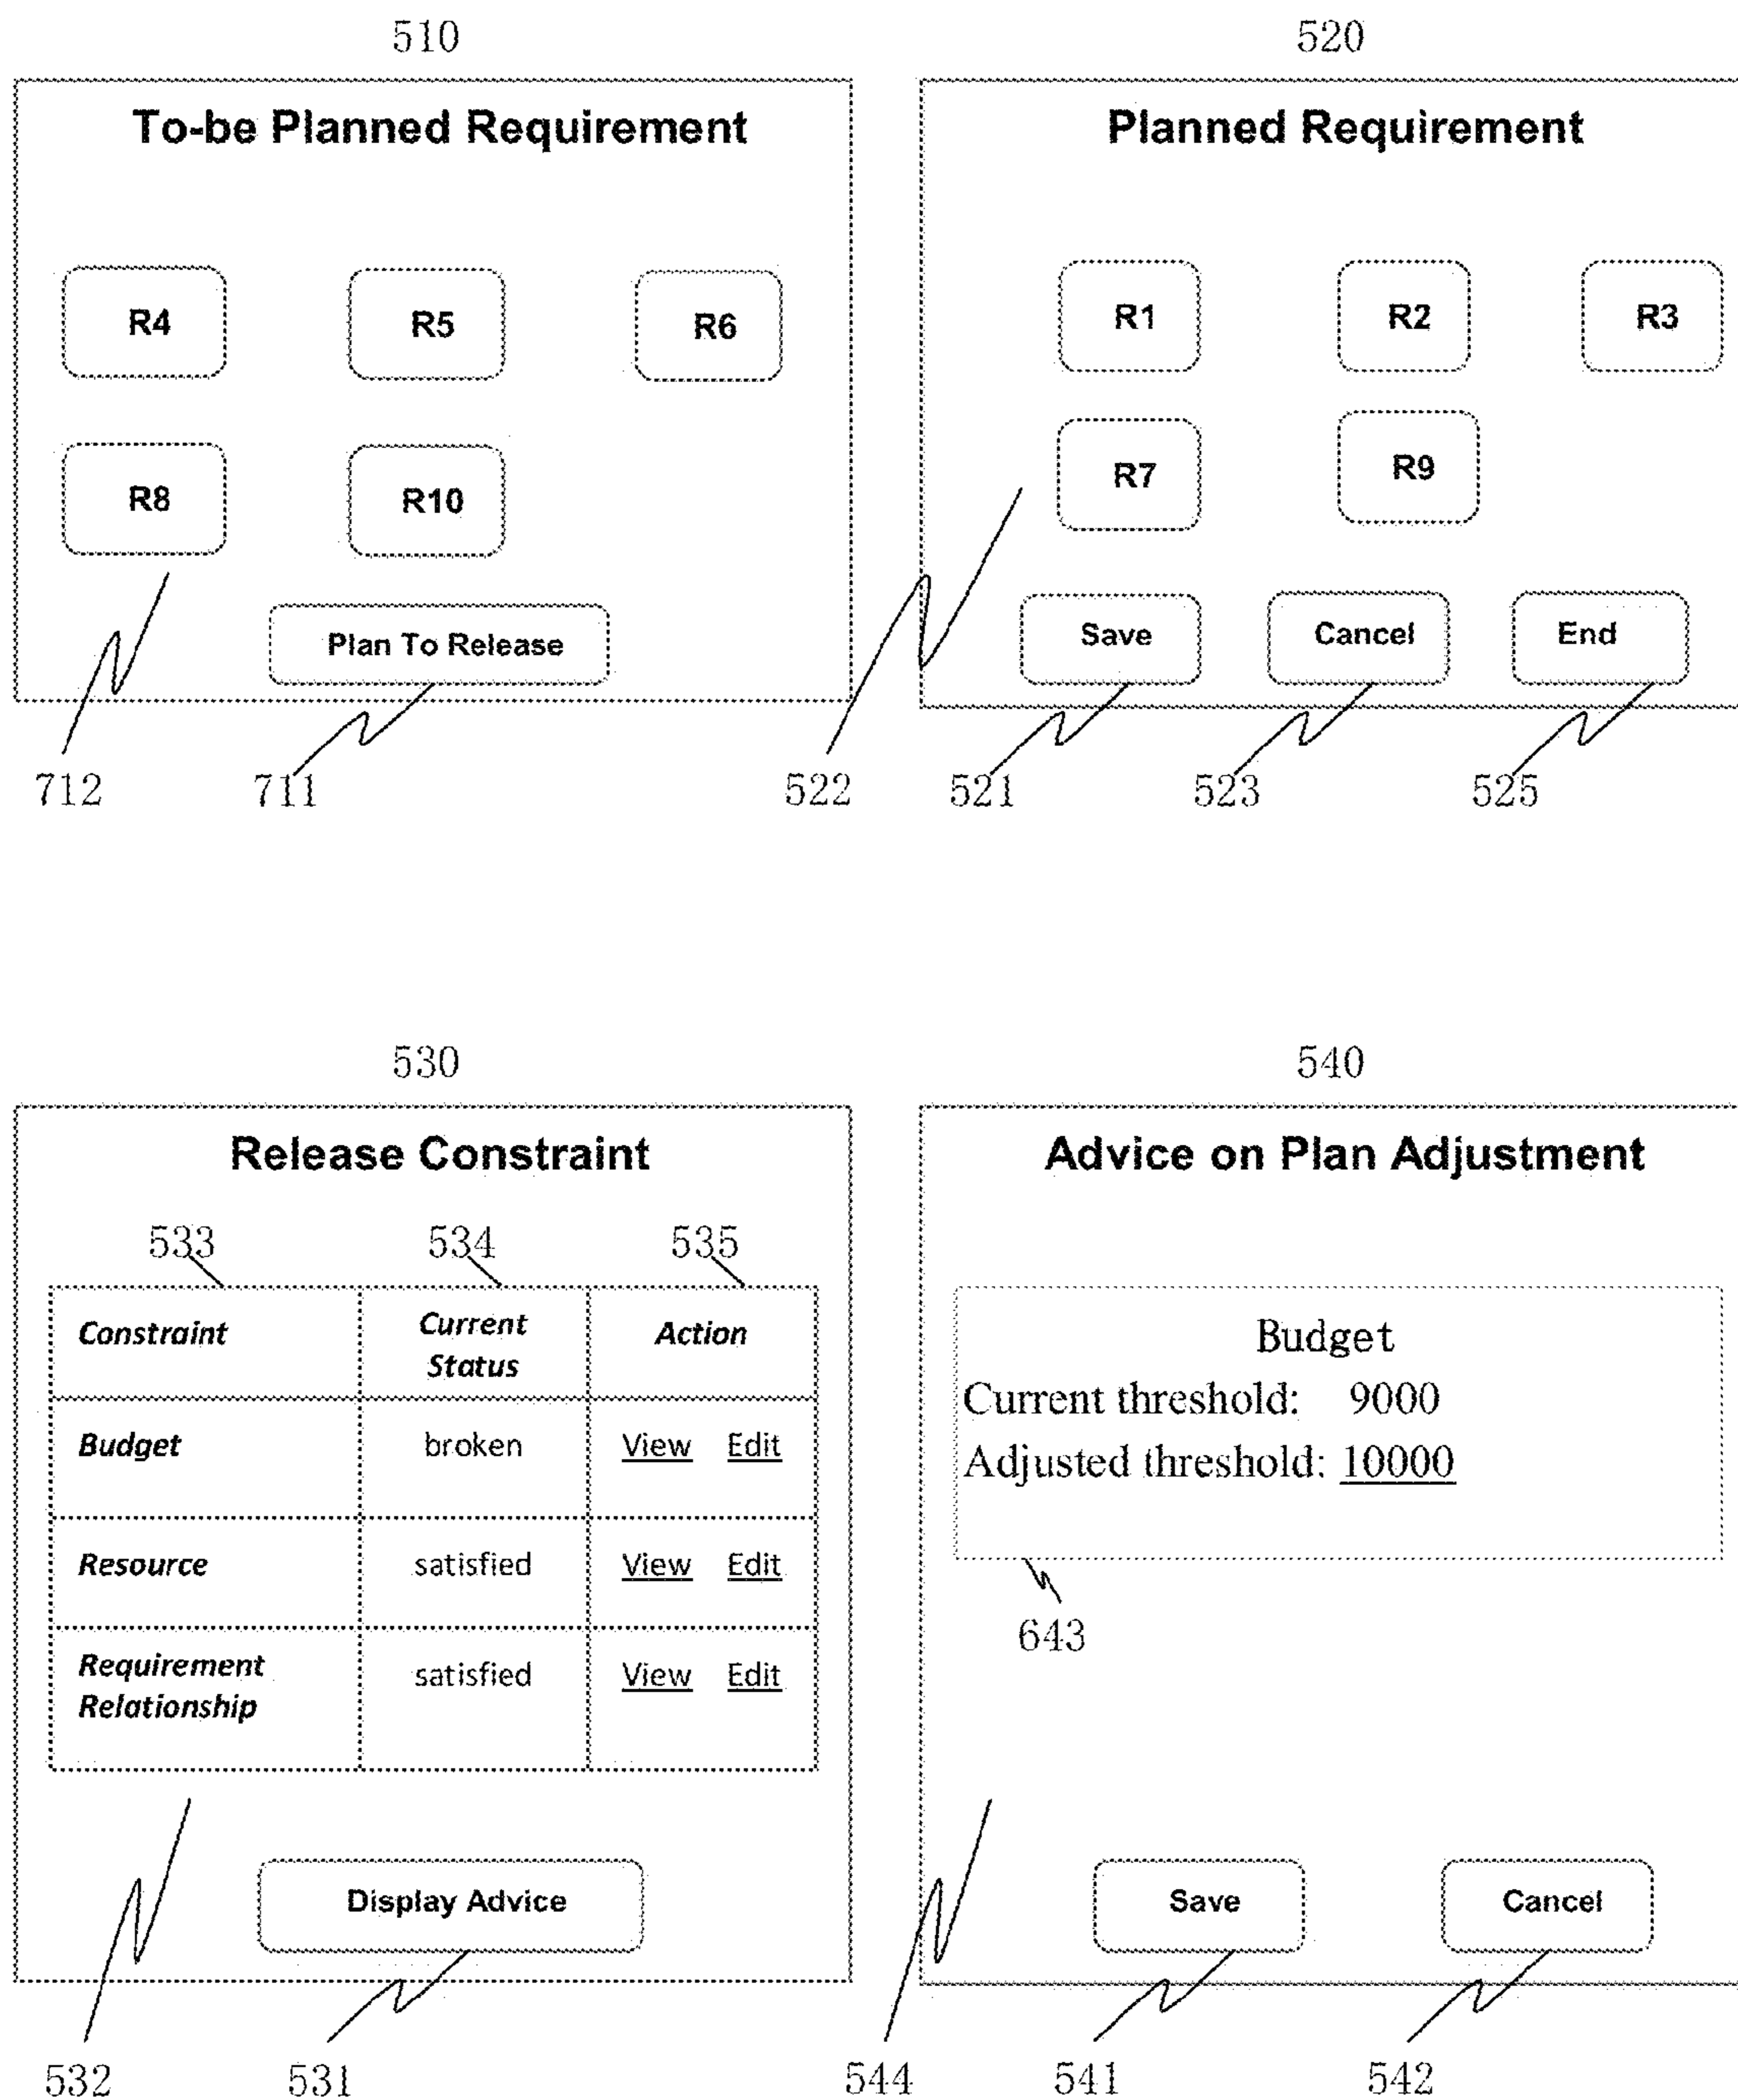 510
To-be Planned Requirement
R4 R5 R6
R8 R10
Plan To Release
712 711
520
Planned Requirement
R1 R2 R3
R7 R9
Save Cancel End
522 521 523 525
530
Release Constraint
533 534 535
Constraint Current Status Action
Budget broken View Edit
Resource satisfied View Edit
Requirement Relationship satisfied View Edit
Display Advice
532 531
540
Advice on Plan Adjustment
Budget
Current threshold: 9000
Adjusted threshold: 10000
643
Save Cancel
544 541 542